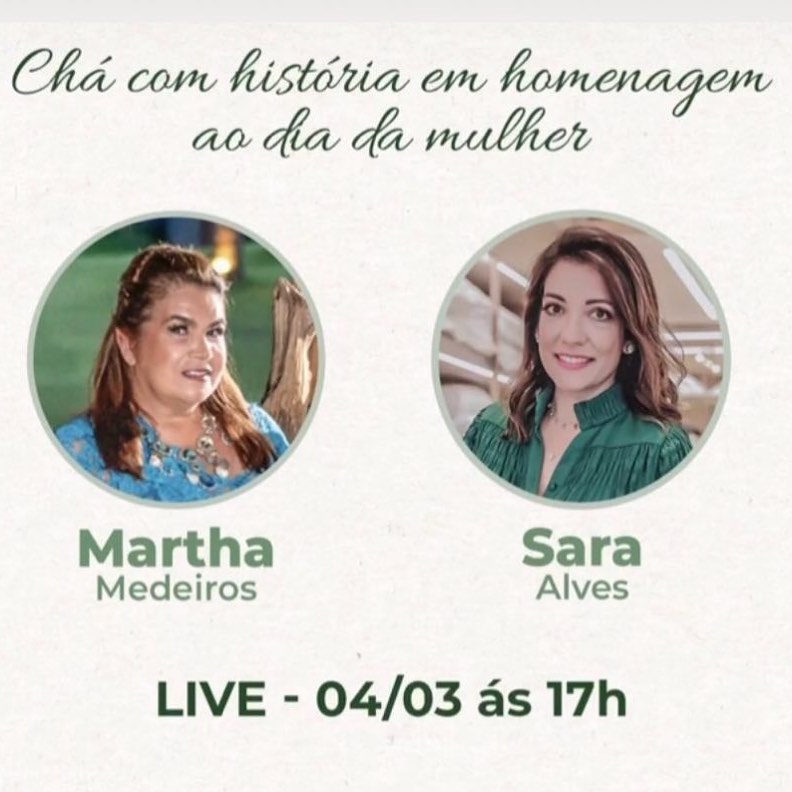 Chá com história em homenagem
ao dia da mulher
Martha
Medeiros
Sara
Alves
LIVE - 04/03 ás 17h